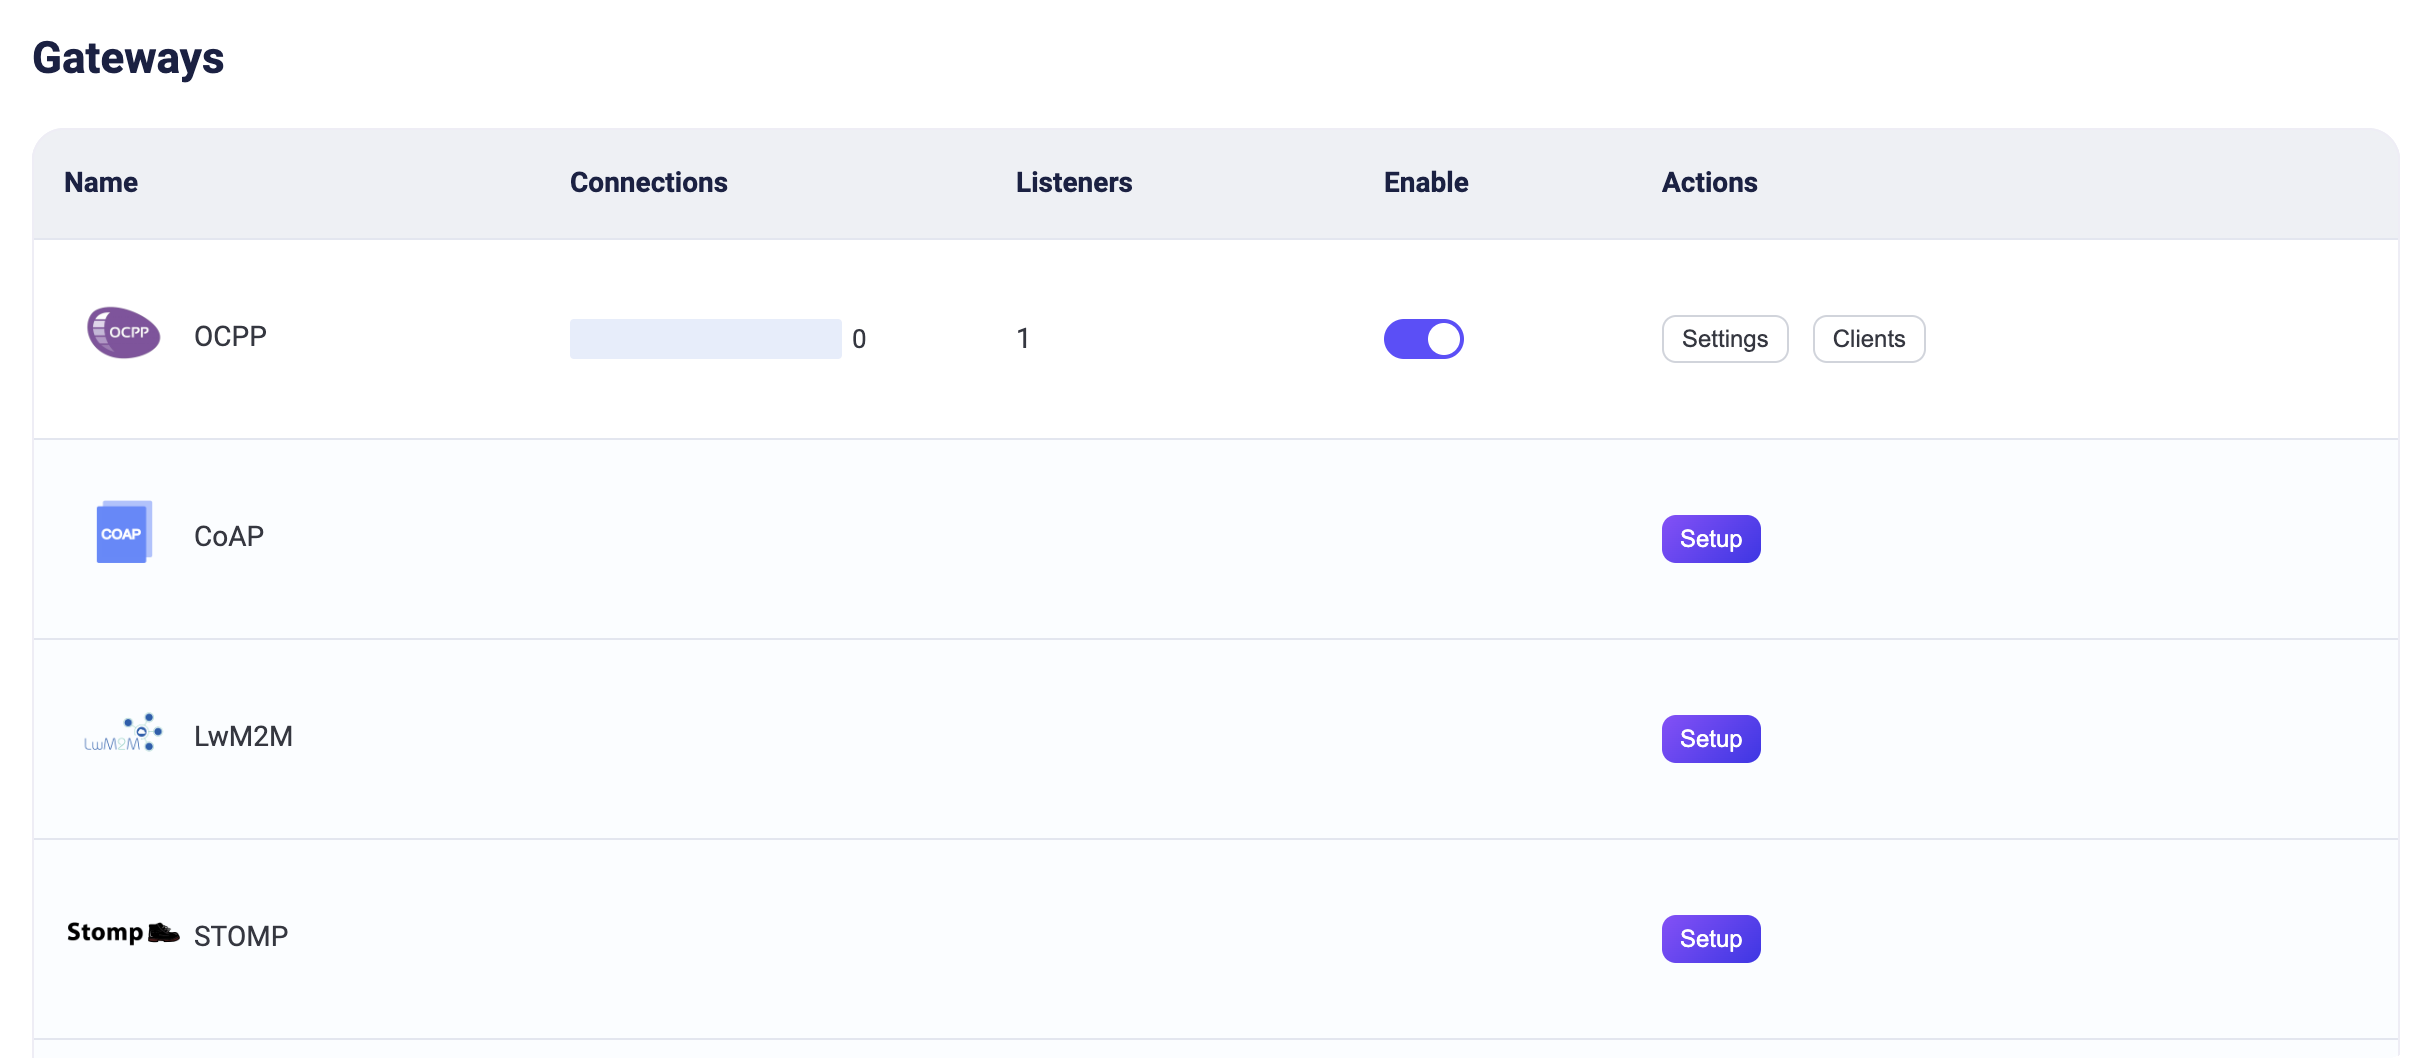 Gateways
Name Connections Listeners Enable Actions
OCPP OCPP 0 1 Settings Clients
COAP CoAP Setup
LwM2M LwM2M Setup
Stomp STOMP Setup